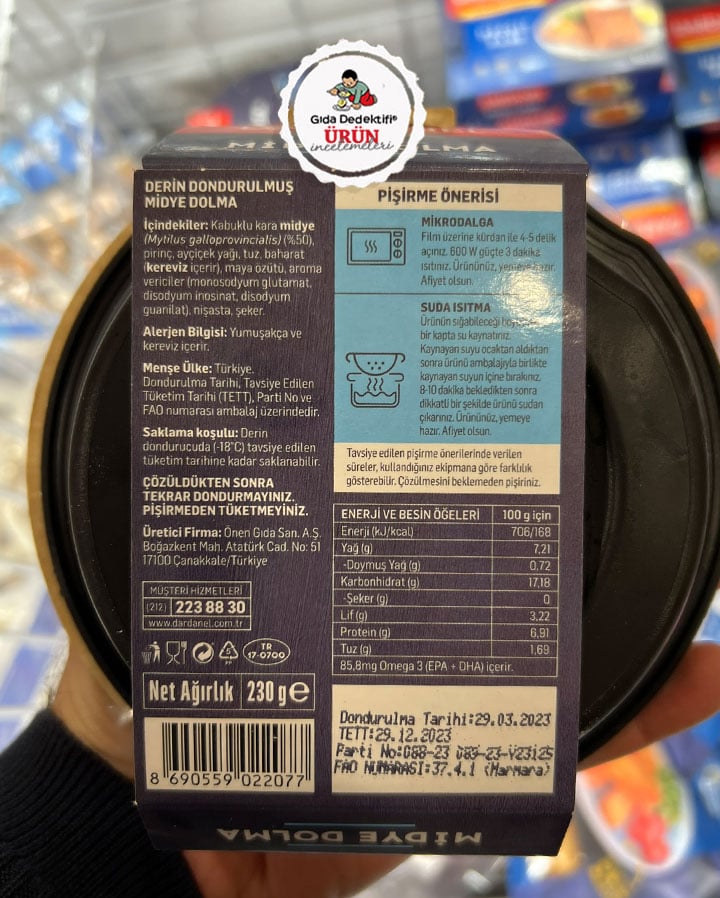 Gıda Dedektifi®
ÜRÜN
incelemeleri
MİDYE DOLMA
DERİN DONDURULMUŞ
MİDYE DOLMA
İçindekiler: Kabuklu kara midye
(Mytilus galloprovincialis) (%50),
pirinç, ayçiçek yağı, tuz, baharat
(kereviz içerir), maya özütü, aroma
vericiler (monosodyum glutamat,
disodyum inosinat, disodyum
guanilat), nişasta, şeker.
Alerjen Bilgisi: Yumuşakça ve
kereviz içerir.
Menşe Ülke: Türkiye.
Dondurulma Tarihi, Tavsiye Edilen
Tüketim Tarihi (TETT), Parti No ve
FAO numarası ambalaj üzerindedir.
Saklama koşulu: Derin
dondurucuda (-18°C) tavsiye edilen
tüketim tarihine kadar saklanabilir.
ÇÖZÜLDÜKTEN SONRA
TEKRAR DONDURMAYINIZ.
PİŞİRMEDEN TÜKETMEYİNİZ.
Üretici Firma: Önen Gıda San. A.Ş.
Boğazkent Mah. Atatürk Cad. No: 51
17100 Çanakkale/Türkiye
MÜŞTERİ HİZMETLERİ
(212) 223 88 30
www.dardanel.com.tr
TR
17-0700
Net Ağırlık 230 g e
8 690559 022077
PİŞİRME ÖNERİSİ
MİKRODALGA
Film üzerine kürdan ile 4-5 delik
açınız. 600 W güçte 3 dakika
ısıtınız. Ürününüz, yemeye hazır.
Afiyet olsun.
SUDA ISITMA
Ürünün sığabileceği
bir kapta su kaynatınız.
Kaynayan suyu ocaktan aldıktan
sonra ürünü ambalajıyla birlikte
kaynayan suyun içine bırakınız.
8-10 dakika bekledikten sonra
dikkatli bir şekilde ürünü sudan
çıkarınız. Ürününüz, yemeye
hazır. Afiyet olsun.
Tavsiye edilen pişirme önerilerinde verilen
süreler, kullandığınız ekipmana göre farklılık
gösterebilir. Çözülmesini beklemeden pişiriniz.
ENERJİ VE BESİN ÖĞELERİ 100 g için
Enerji (kJ/kcal) 706/168
Yağ (g) 7,21
-Doymuş Yağ (g) 0,72
Karbonhidrat (g) 17,18
-Şeker (g) 0
Lif (g) 3,22
Protein (g) 6,91
Tuz (g) 1,69
85,8mg Omega 3 (EPA + DHA) içerir.
Dondurulma Tarihi:29.03.2023
TETT:29.12.2023
Parti No:088-23 089-23-V23125
FAO NUMARASI:37.4.1 (Marmara)
MİDYE DOLMA